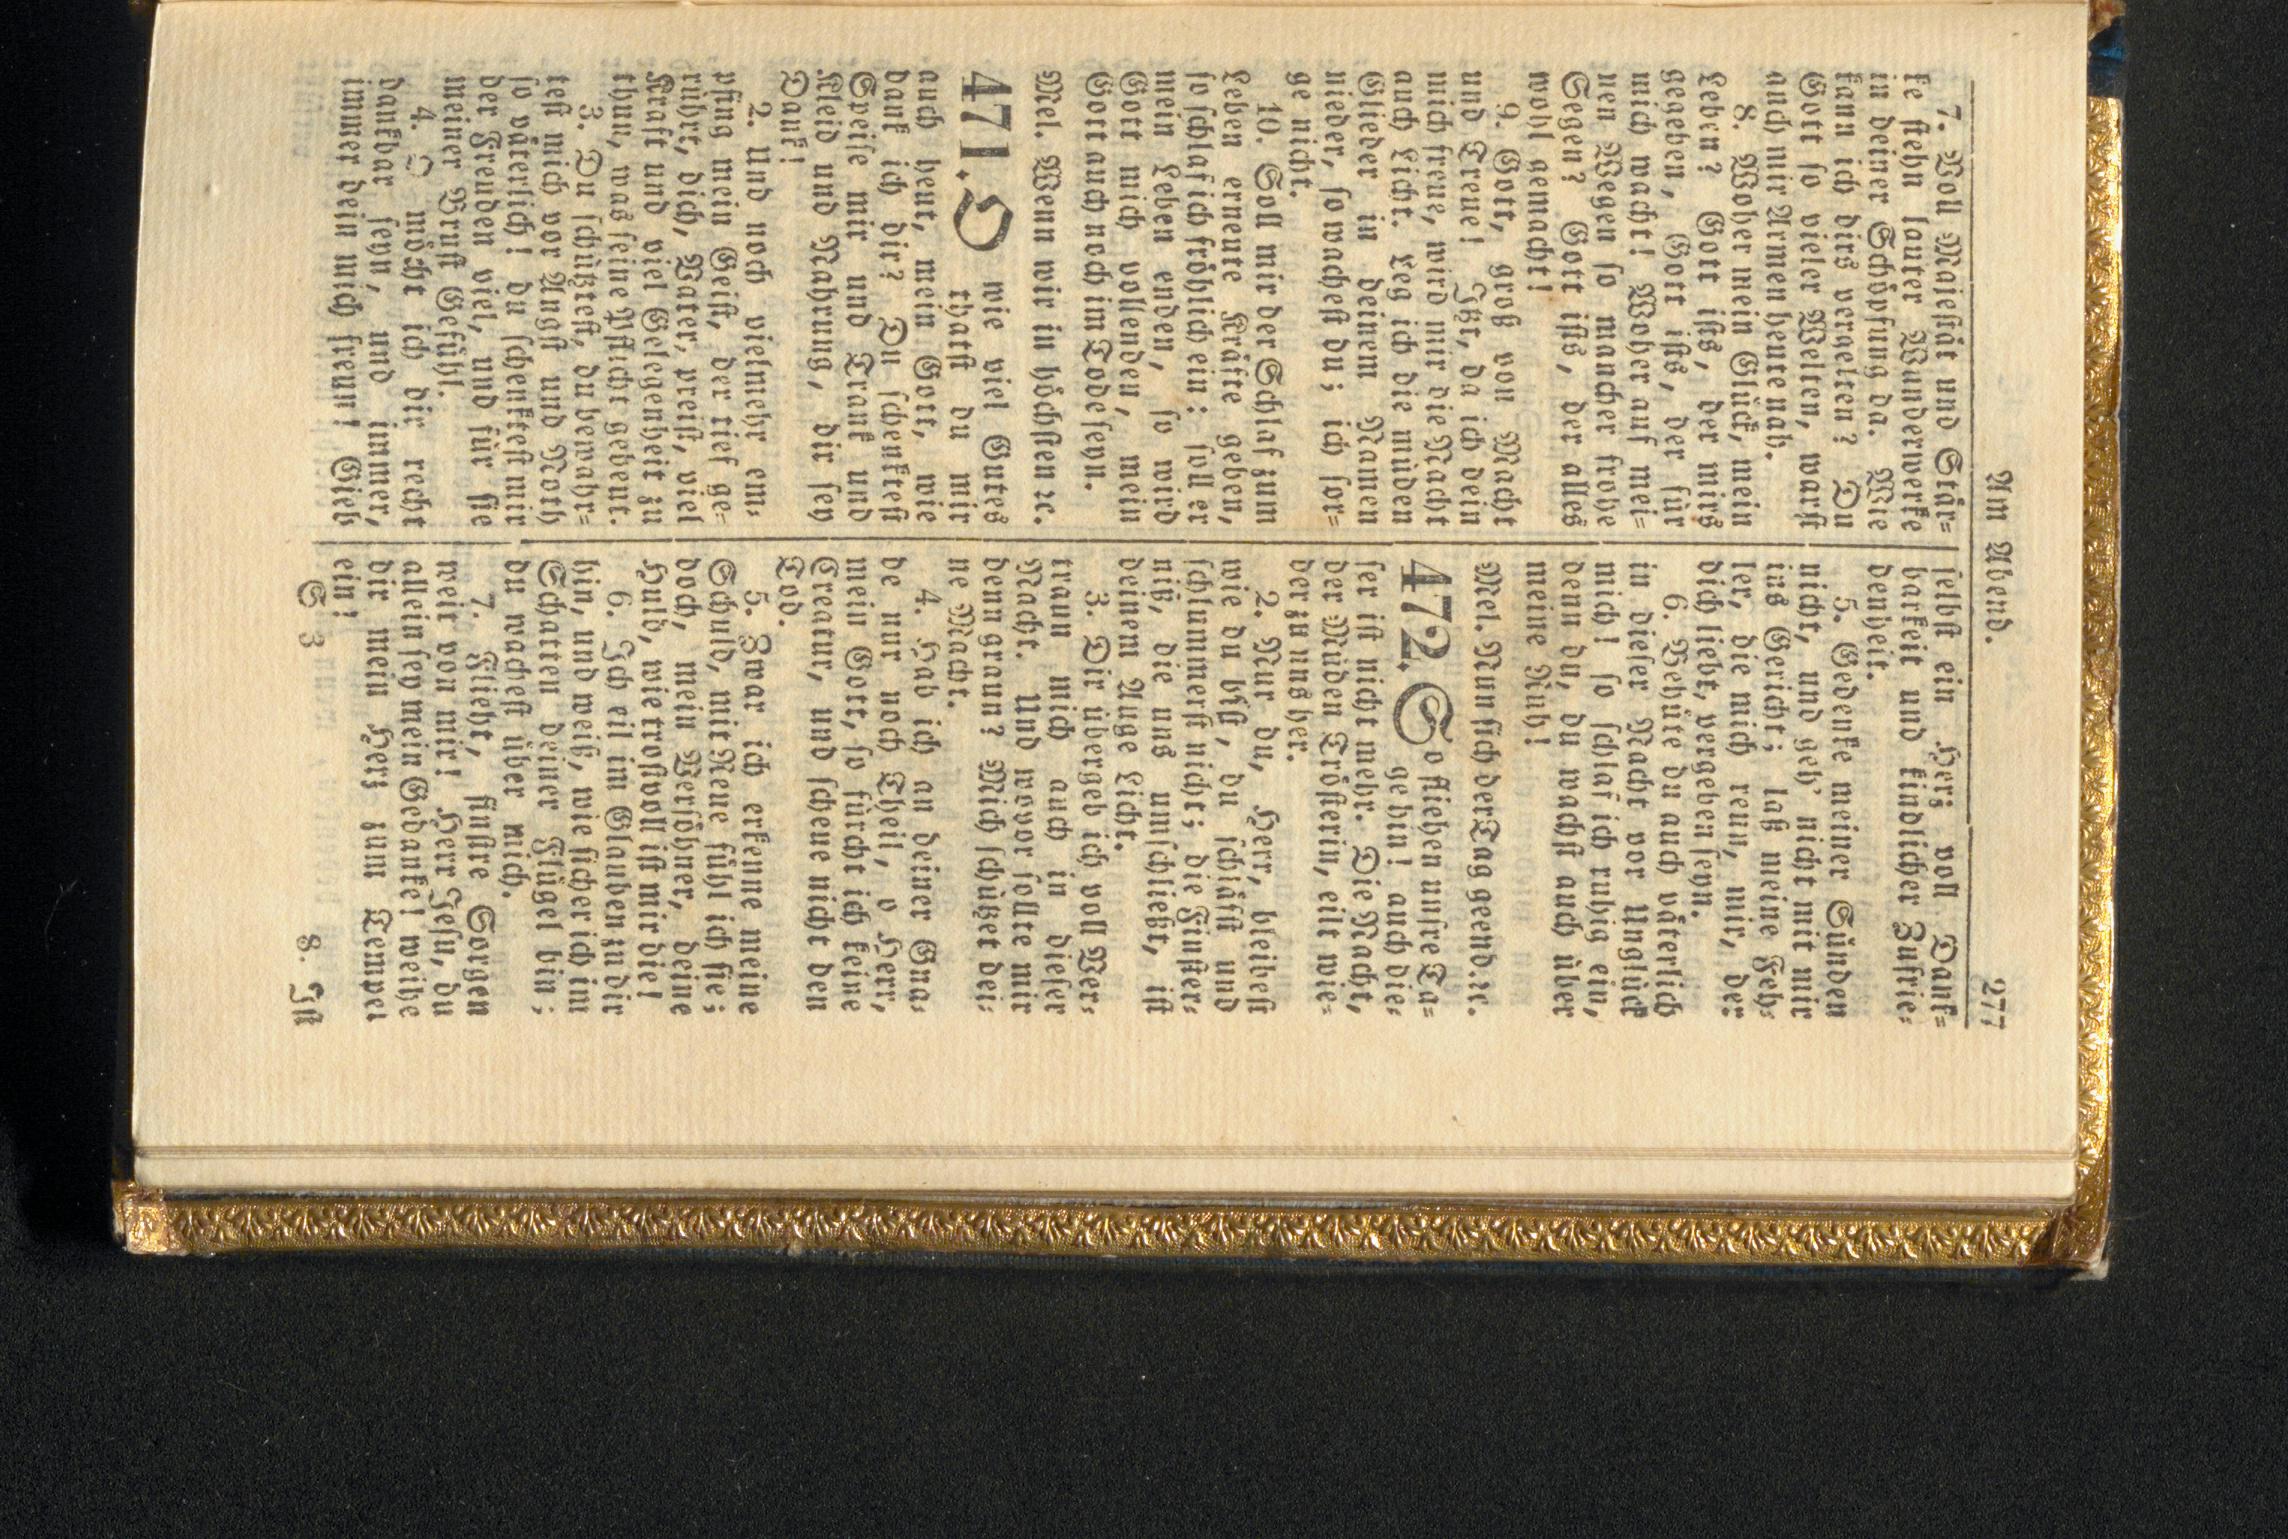 Am Abend.
277
7. Voll Majestät und Stär=
ke stehn lauter Wunderwerke
in deiner Schöpfung da. Wie
kann ich dirs vergelten? Du
Gott so vieler Welten, warst
auch mir Armen heute nah.
8. Woher mein Glück, mein
Leben? Gott ists, der mirs
gegeben, Gott ists, der für
mich wacht! Woher auf mei=
nen Wegen so mancher frohe
Segen? Gott ists, der alles
wohl gemacht!
9. Gott, groß von Macht
und Treue! Jtzt, da ich dein
mich freue, wird mir die Nacht
auch Licht. Leg ich die müden
Glieder in deinem Namen
nieder, so wachest du; ich sor=
ge nicht.
10. Soll mir der Schlaf zum
Leben erneute Kräfte geben,
so schlaf ich fröhlich ein: soll er
mein Leben enden, so wird
Gott mich vollenden, mein
Gott auch noch im Tode seyn.
Mel. Wenn wir in höchsten ꝛc.
471. O wie viel Gutes
thatst du mir
auch heut, mein Gott, wie
dank ich dir? Du schenktest
Speise mir und Trank und
Kleid und Nahrung, dir sey
Dank!
2. Und noch vielmehr em=
pfing mein Geist, der tief ge=
rührt, dich, Vater, preist, viel
Kraft und viel Gelegenheit zu
thun, was seine Pflicht gebeut.
3. Du schütztest, du bewahr=
test mich vor Angst und Noth
so väterlich! du schenktest mir
der Freuden viel, und für sie
meiner Brust Gefühl.
4. O möcht ich dir recht
dankbar seyn, und immer,
immer dein mich freun! Gieb
selbst ein Herz voll Dank=
barkeit und kindlicher Zufrie=
denheit.
5. Gedenke meiner Sünden
nicht, und geh' nicht mit mir
ins Gericht; laß meine Feh=
ler, die mich reun, mir, der
dich liebt, vergeben seyn.
6. Behüte du auch väterlich
in dieser Nacht vor Unglück
mich! so schlaf ich ruhig ein,
denn du, du wachst auch über
meine Ruh!
Mel. Nun sich der Tag geend. ꝛc.
472. So fliehen unsre Ta=
ge hin! auch die=
ser ist nicht mehr. Die Nacht,
der Müden Trösterin, eilt wie=
der zu uns her.
2. Nur du, Herr, bleibest
wie du bist, du schläfst und
schlummerst nicht; die Finster=
niß, die uns umschließt, ist
deinem Auge Licht.
3. Dir übergeb ich voll Ver=
traun mich auch in dieser
Nacht. Und wovor sollte mir
denn graun? Mich schützet dei=
ne Macht.
4. Hab ich an deiner Gna=
de nur noch Theil, o Herr,
mein Gott, so fürcht ich keine
Creatur, und scheue nicht den
Tod.
5. Zwar ich erkenne meine
Schuld, mit Reue fühl ich sie;
doch, mein Versöhner, deine
Huld, wie trostvoll ist mir die!
6. Ich eil im Glauben zu dir
hin, und weiß, wie sicher ich im
Schatten deiner Flügel bin;
du wachest über mich.
7. Flieht, finstre Sorgen
weit von mir! Herr Jesu, du
allein sey mein Gedanke! weihe
dir mein Herz zum Tempel
ein!
S 3
8. Ist